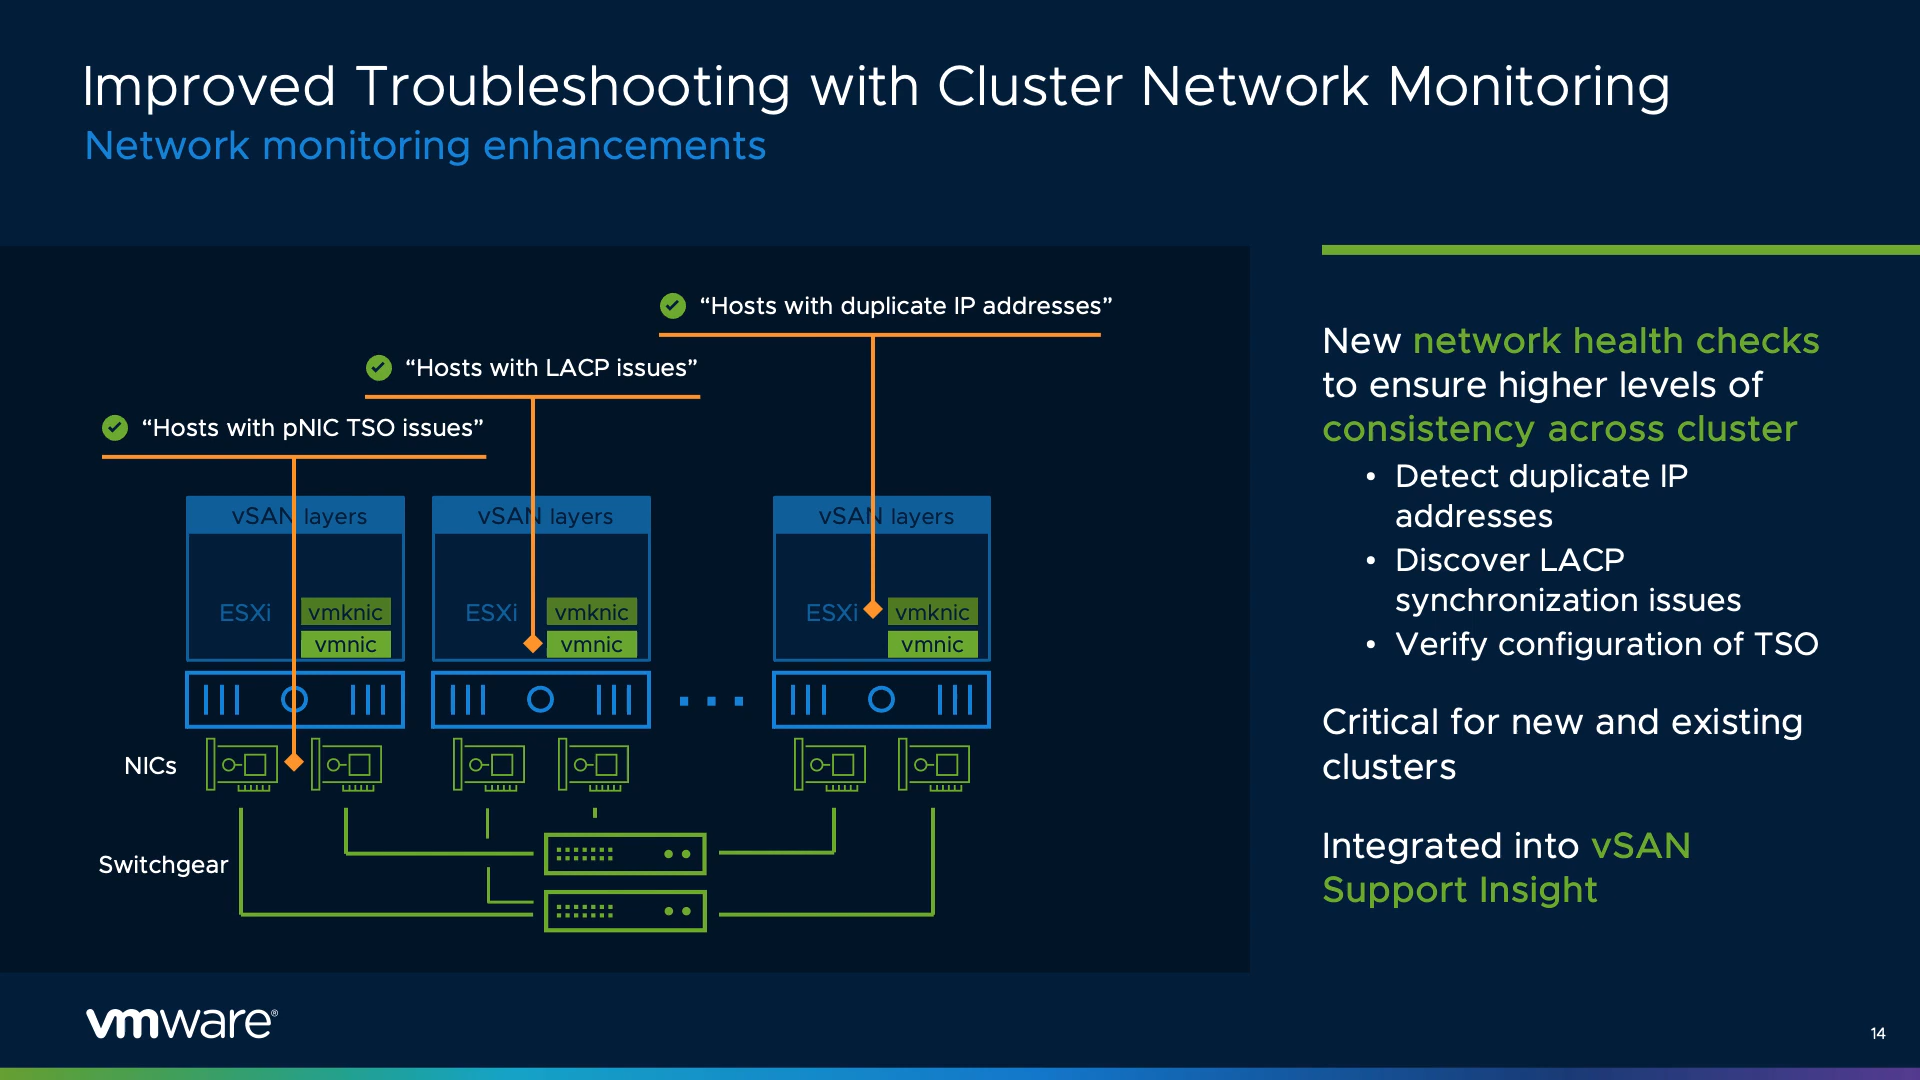 Improved Troubleshooting with Cluster Network Monitoring
Network monitoring enhancements
“Hosts with duplicate IP addresses”
“Hosts with LACP issues”
“Hosts with pNIC TSO issues”
vSAN layers
vSAN layers
vSAN layers
ESXi
vmknic
vmnic
ESXi
vmknic
vmnic
ESXi
vmknic
vmnic
NICs
Switchgear
New network health checks
to ensure higher levels of
consistency across cluster
• Detect duplicate IP
addresses
• Discover LACP
synchronization issues
• Verify configuration of TSO
Critical for new and existing
clusters
Integrated into vSAN
Support Insight
vmware®
14